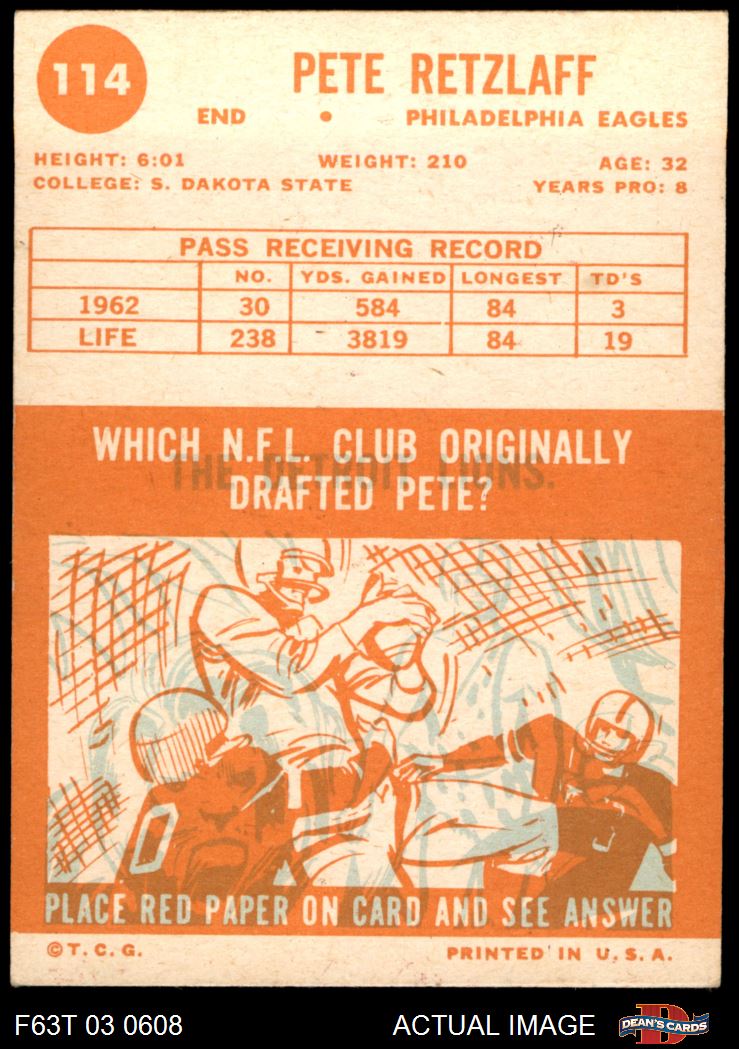 114
PETE RETZLAFF
END • PHILADELPHIA EAGLES
HEIGHT: 6:01 WEIGHT: 210 AGE: 32
COLLEGE: S. DAKOTA STATE YEARS PRO: 8
PASS RECEIVING RECORD
NO. YDS. GAINED LONGEST TD'S
1962 30 584 84 3
LIFE 238 3819 84 19
WHICH N.F.L. CLUB ORIGINALLY
THE DETROIT LIONS.
DRAFTED PETE?
PLACE RED PAPER ON CARD AND SEE ANSWER
©T.C.G. PRINTED IN U.S.A.
F63T 03 0608 ACTUAL IMAGE D DEAN'S CARDS